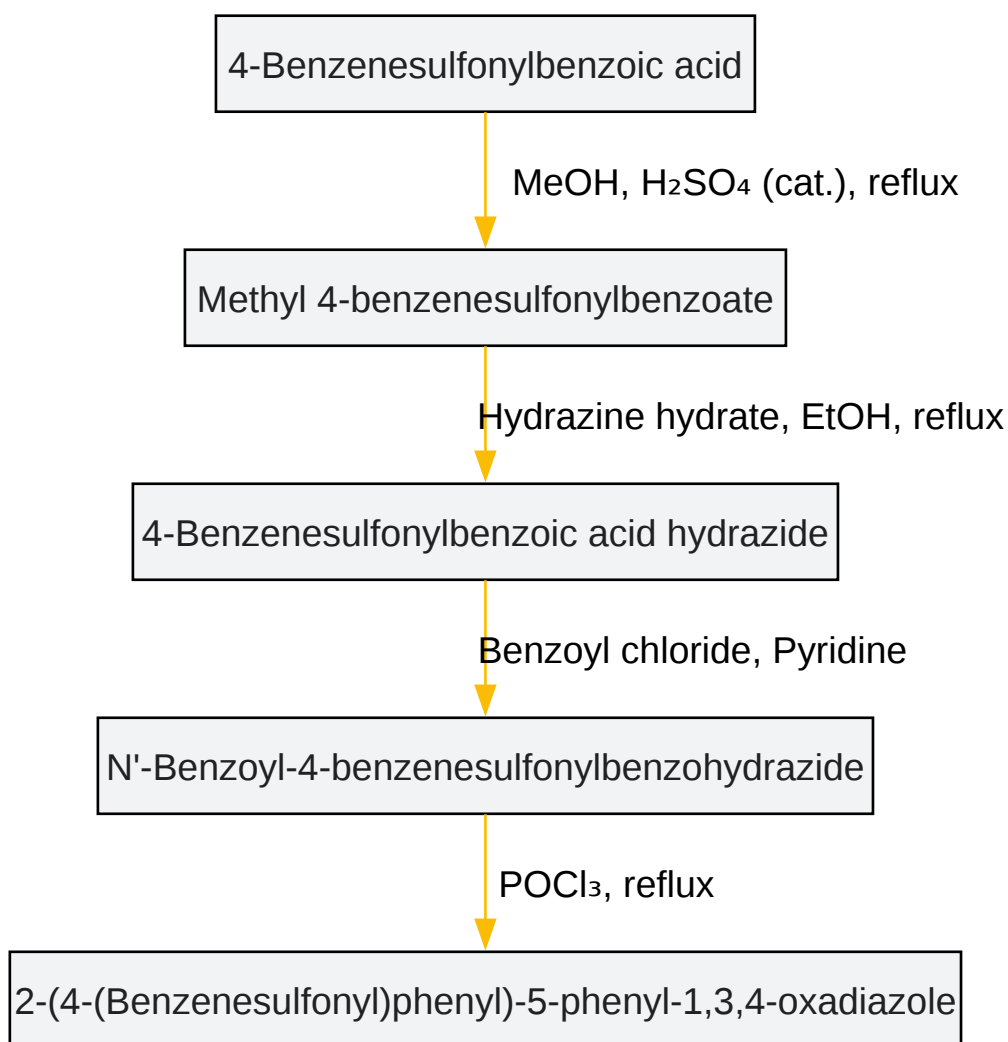 4-Benzenesulfonylbenzoic acid
MeOH, H₂SO₄ (cat.), reflux
Methyl 4-benzenesulfonylbenzoate
Hydrazine hydrate, EtOH, reflux
4-Benzenesulfonylbenzoic acid hydrazide
Benzoyl chloride, Pyridine
N'-Benzoyl-4-benzenesulfonylbenzohydrazide
POCl₃, reflux
2-(4-(Benzenesulfonyl)phenyl)-5-phenyl-1,3,4-oxadiazole